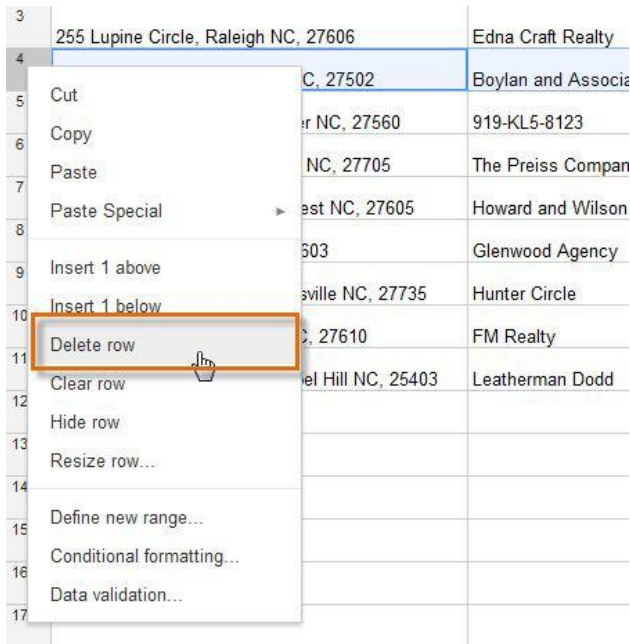 3
255 Lupine Circle, Raleigh NC, 27606 Edna Craft Realty
4
C, 27502 Boylan and Associa
5
r NC, 27560 919-KL5-8123
6
NC, 27705 The Preiss Compan
7
est NC, 27605 Howard and Wilson
8
603 Glenwood Agency
9
sville NC, 27735 Hunter Circle
10
, 27610 FM Realty
11
el Hill NC, 25403 Leatherman Dodd
12
13
14
15
16
17
Cut
Copy
Paste
Paste Special
Insert 1 above
Insert 1 below
Delete row
Clear row
Hide row
Resize row...
Define new range...
Conditional formatting...
Data validation...